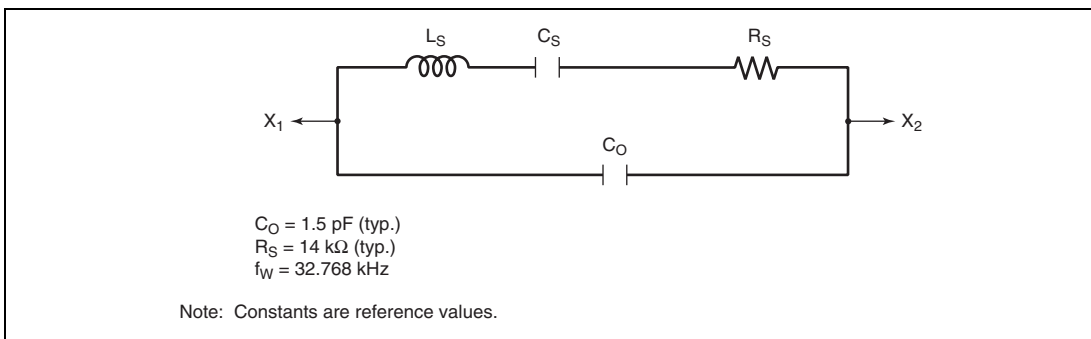 L_S
C_S
R_S
X_1
X_2
C_O
C_O = 1.5 pF (typ.)
R_S = 14 kΩ (typ.)
f_W = 32.768 kHz
Note: Constants are reference values.